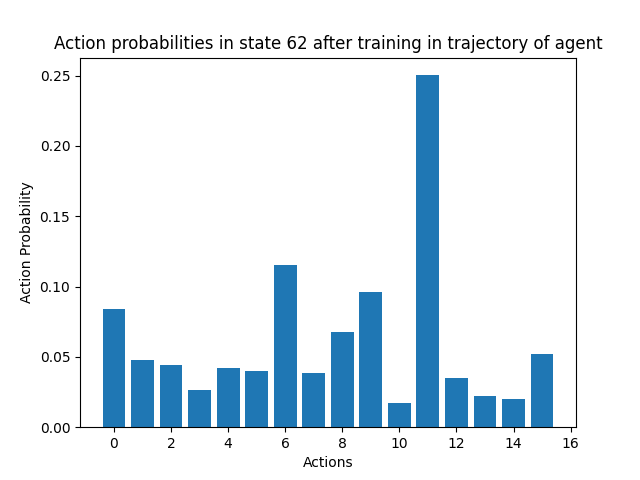 Action probabilities in state 62 after training in trajectory of agent
0.25
0.20
0.15
0.10
0.05
0.00
Action Probability
0 2 4 6 8 10 12 14 16
Actions